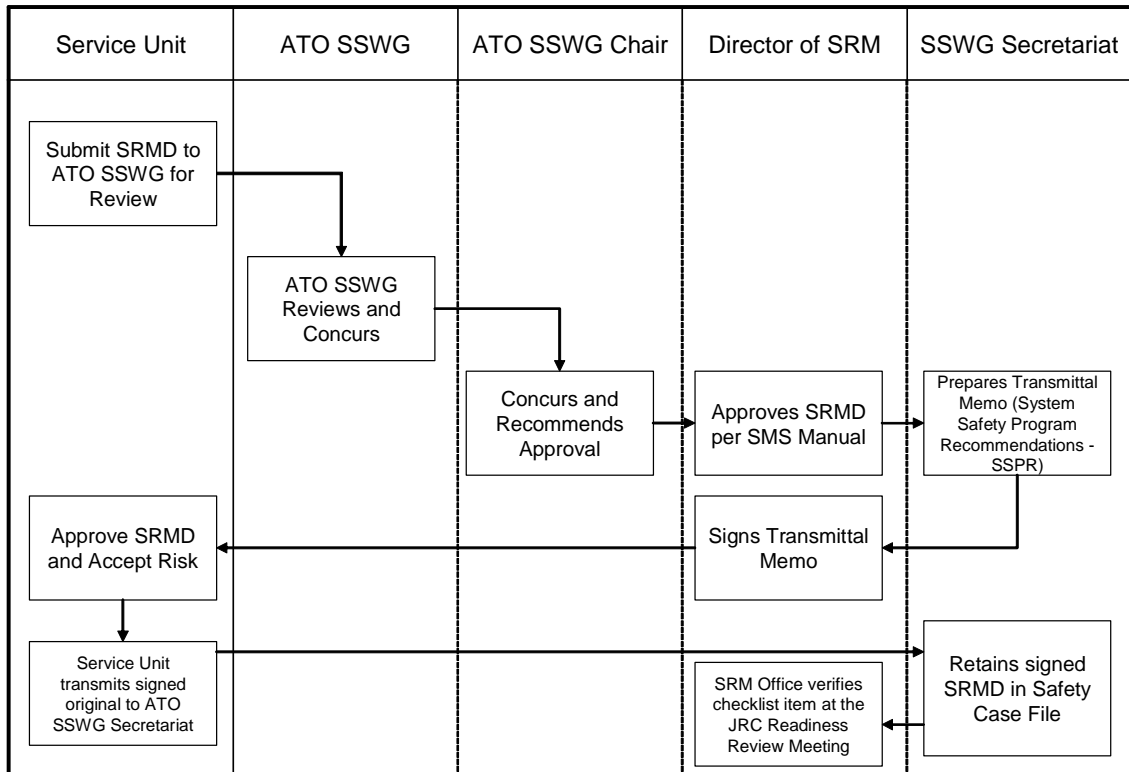 Service Unit
ATO SSWG
ATO SSWG Chair
Director of SRM
SSWG Secretariat
Submit SRMD to
ATO SSWG for
Review
ATO SSWG
Reviews and
Concurs
Concurs and
Recommends
Approval
Approves SRMD
per SMS Manual
Prepares Transmittal
Memo (System
Safety Program
Recommendations -
SSPR)
Approve SRMD
and Accept Risk
Signs Transmittal
Memo
Service Unit
transmits signed
original to ATO
SSWG Secretariat
SRM Office verifies
checklist item at the
JRC Readiness
Review Meeting
Retains signed
SRMD in Safety
Case File